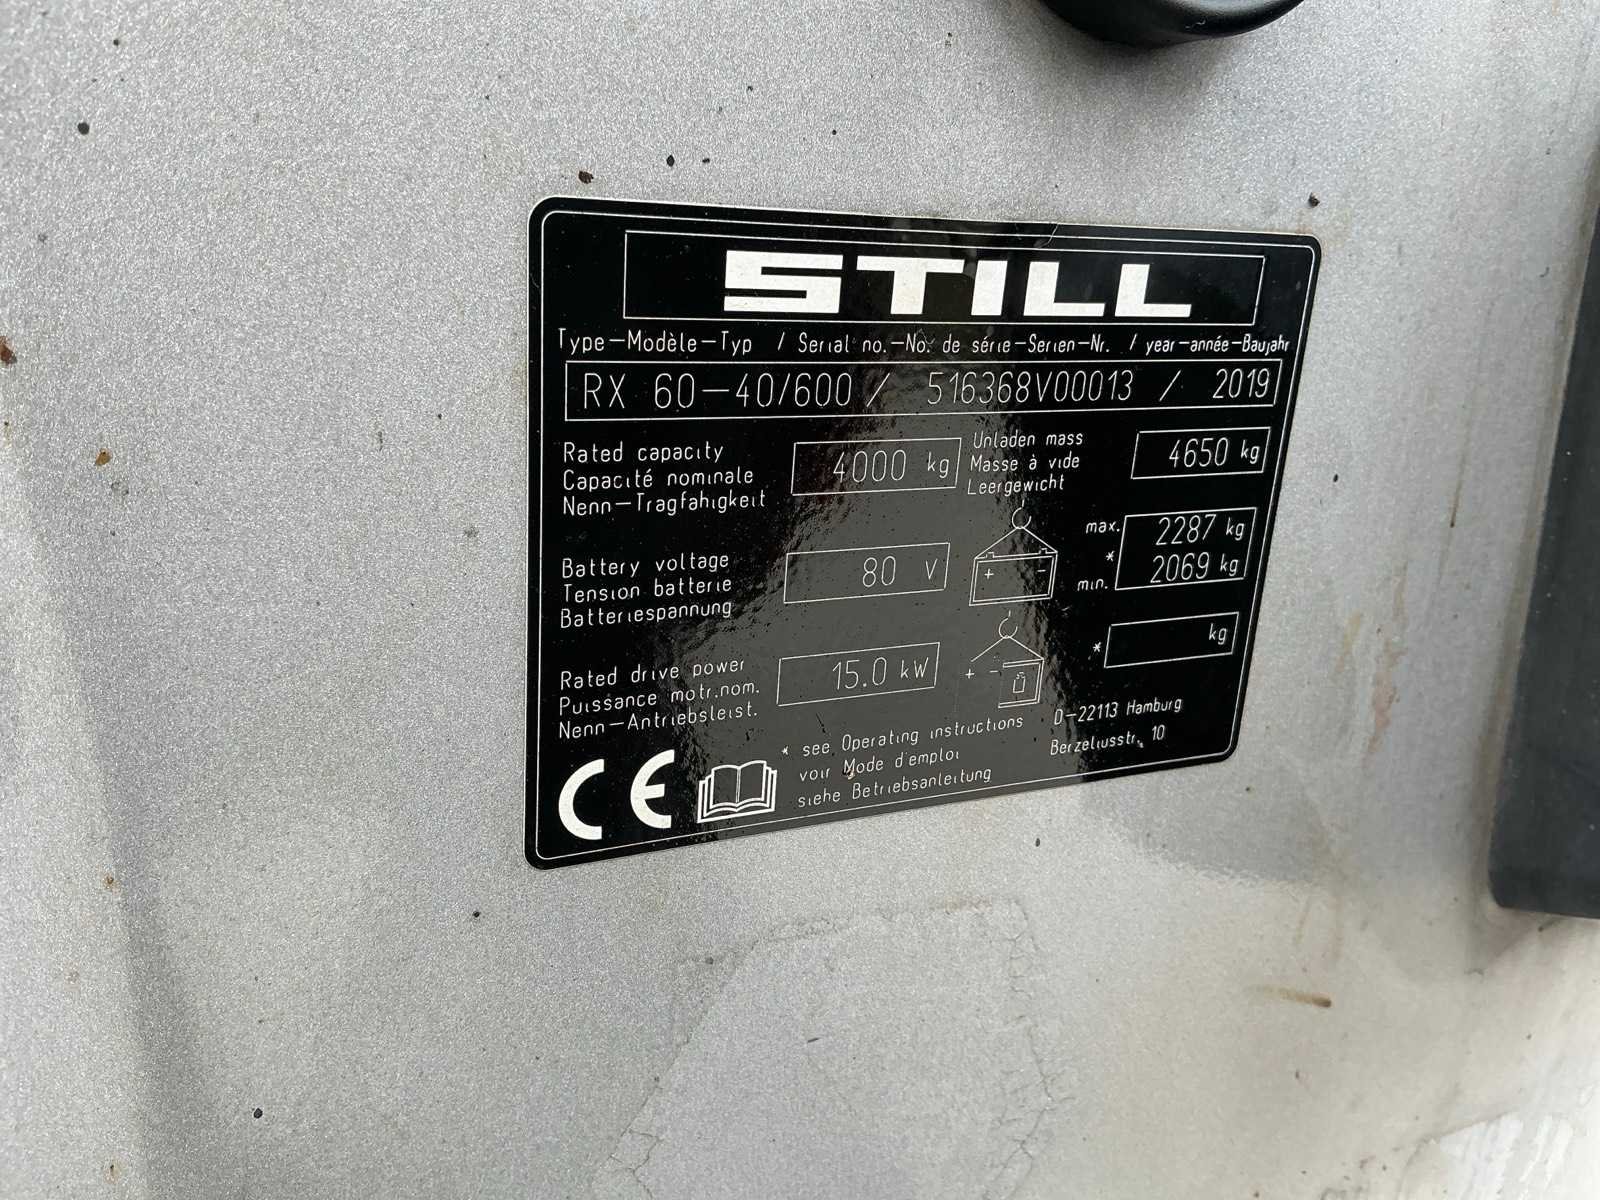 STILL
Type-Modèle-Typ / Serial no.-No. de série-Serien-Nr. / year-année-Baujahr
RX 60-40/600 / 516368V00013 / 2019
Rated capacity
Capacité nominale
Nenn-Tragfähigkeit
4000 kg
Unladen mass
Masse à vide
Leergewicht
4650 kg
Battery voltage
Tension batterie
Batteriespannung
80 V
+ -
max. 2287 kg
*
min. 2069 kg
Rated drive power
Puissance motr.nom.
Nenn-Antriebsleist.
15.0 kW
+ -
* kg
CE
* see Operating instructions
voir Mode d'emploi
siehe Betriebsanleitung
D-22113 Hamburg
Berzeliusstr. 10